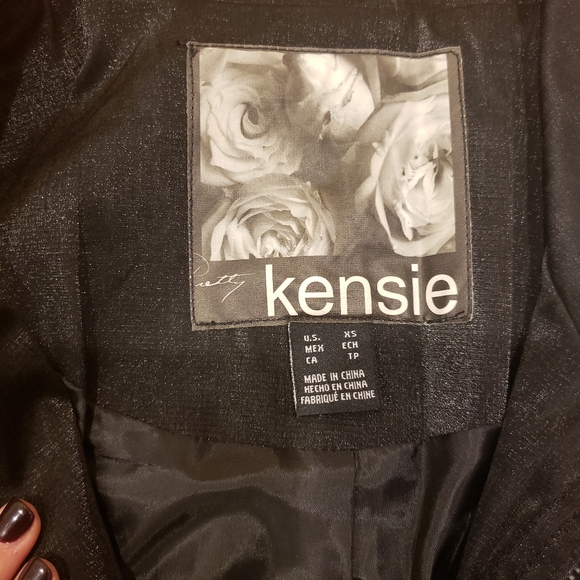 Pretty kensie
U.S. XS
MEX ECH
CA TP
MADE IN CHINA
HECHO EN CHINA
FABRIQUÉ EN CHINE